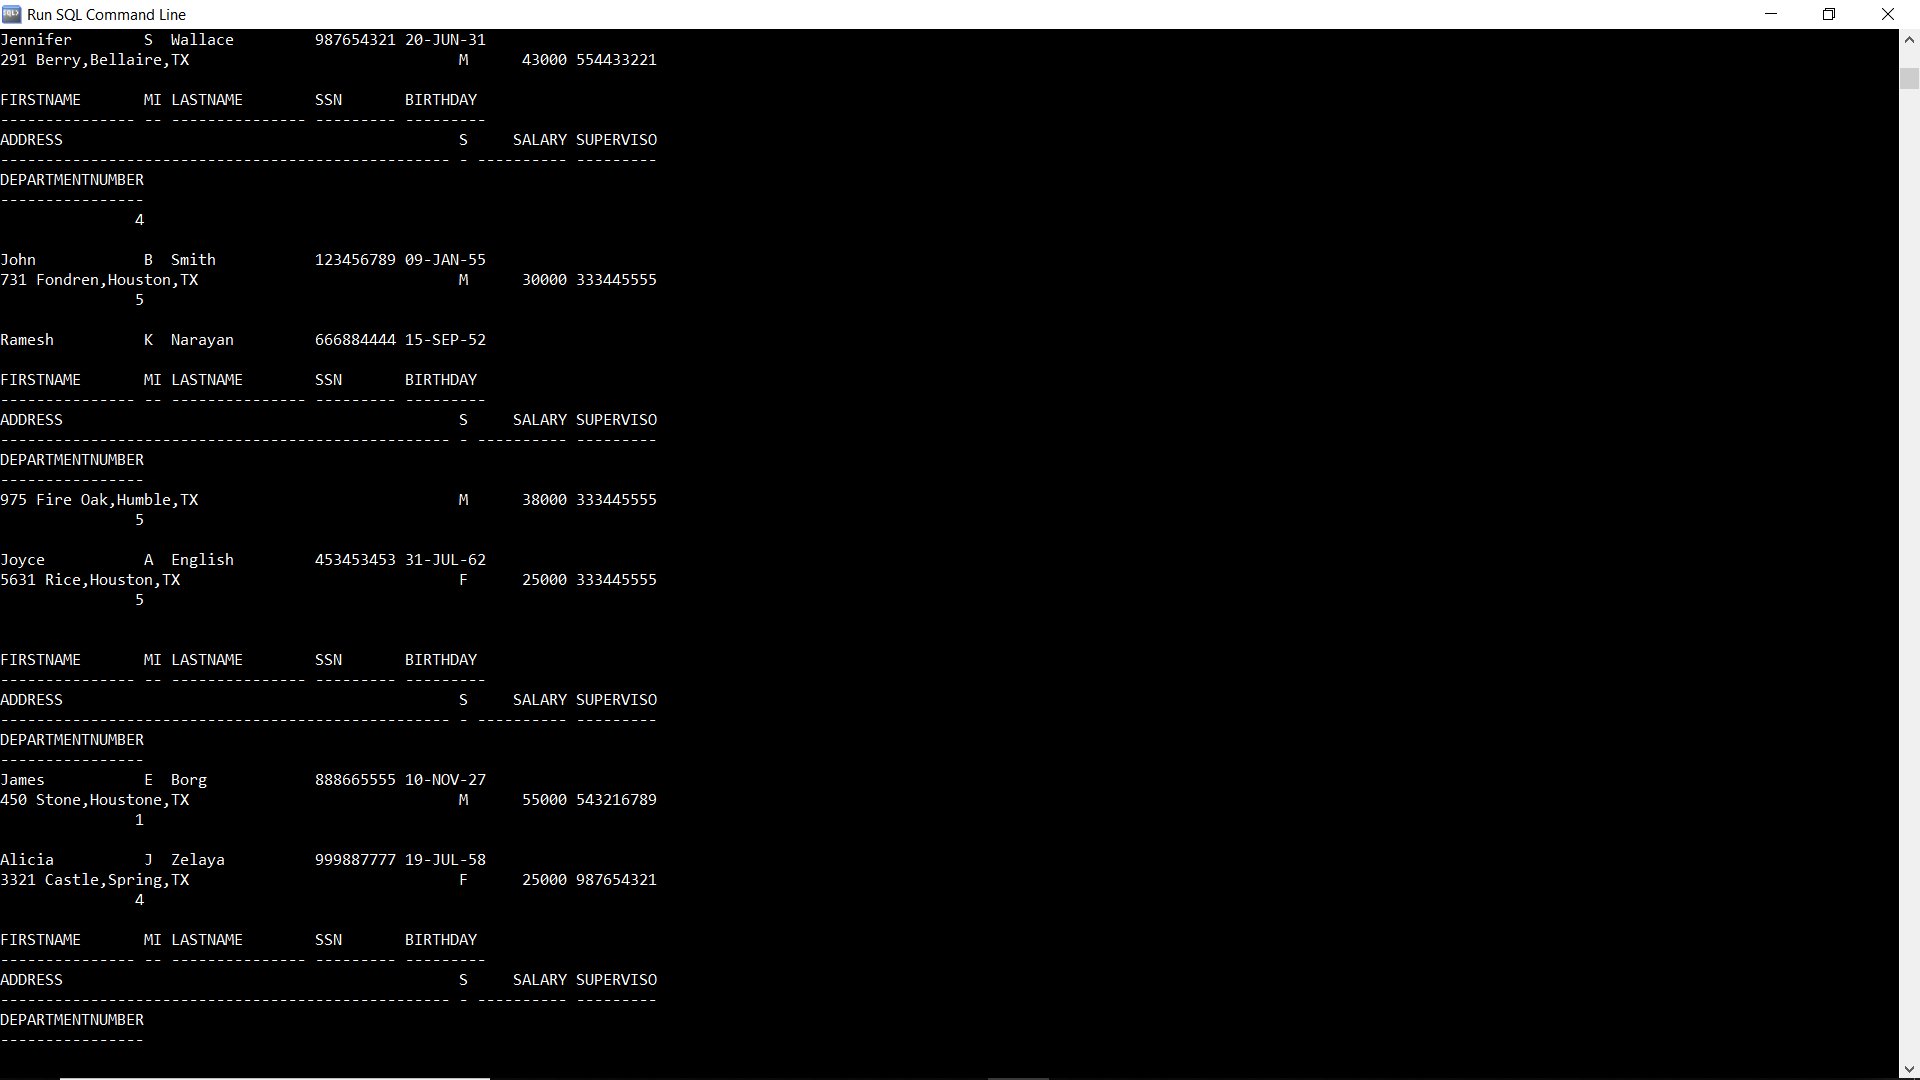 Run SQL Command Line
Jennifer        S  Wallace         987654321 20-JUN-31
291 Berry,Bellaire,TX                              M      43000 554433221
FIRSTNAME       MI LASTNAME        SSN       BIRTHDAY
--------------- -- --------------- --------- ---------
ADDRESS                                            S     SALARY SUPERVISO
-------------------------------------------------- - ---------- ---------
DEPARTMENTNUMBER
----------------
               4
John            B  Smith           123456789 09-JAN-55
731 Fondren,Houston,TX                             M      30000 333445555
               5
Ramesh          K  Narayan         666884444 15-SEP-52
FIRSTNAME       MI LASTNAME        SSN       BIRTHDAY
--------------- -- --------------- --------- ---------
ADDRESS                                            S     SALARY SUPERVISO
-------------------------------------------------- - ---------- ---------
DEPARTMENTNUMBER
----------------
975 Fire Oak,Humble,TX                             M      38000 333445555
               5
Joyce           A  English         453453453 31-JUL-62
5631 Rice,Houston,TX                               F      25000 333445555
               5
FIRSTNAME       MI LASTNAME        SSN       BIRTHDAY
--------------- -- --------------- --------- ---------
ADDRESS                                            S     SALARY SUPERVISO
-------------------------------------------------- - ---------- ---------
DEPARTMENTNUMBER
----------------
James           E  Borg            888665555 10-NOV-27
450 Stone,Houstone,TX                              M      55000 543216789
               1
Alicia          J  Zelaya          999887777 19-JUL-58
3321 Castle,Spring,TX                              F      25000 987654321
               4
FIRSTNAME       MI LASTNAME        SSN       BIRTHDAY
--------------- -- --------------- --------- ---------
ADDRESS                                            S     SALARY SUPERVISO
-------------------------------------------------- - ---------- ---------
DEPARTMENTNUMBER
----------------